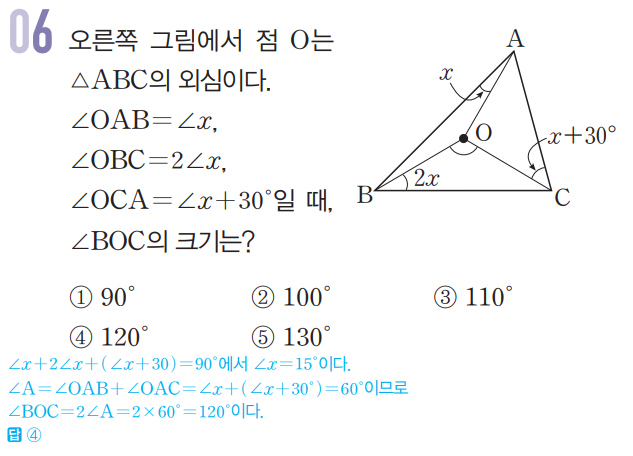 06 오른쪽 그림에서 점 O는
△ABC의 외심이다.
∠OAB=∠x,
∠OBC=2∠x,
∠OCA=∠x+30°일 때,
∠BOC의 크기는?
A
x
O
x+30°
2x
B
C
① 90° ② 100° ③ 110°
④ 120° ⑤ 130°
∠x+2∠x+(∠x+30)=90°에서 ∠x=15°이다.
∠A=∠OAB+∠OAC=∠x+(∠x+30°)=60°이므로
∠BOC=2∠A=2×60°=120°이다.
답 ④